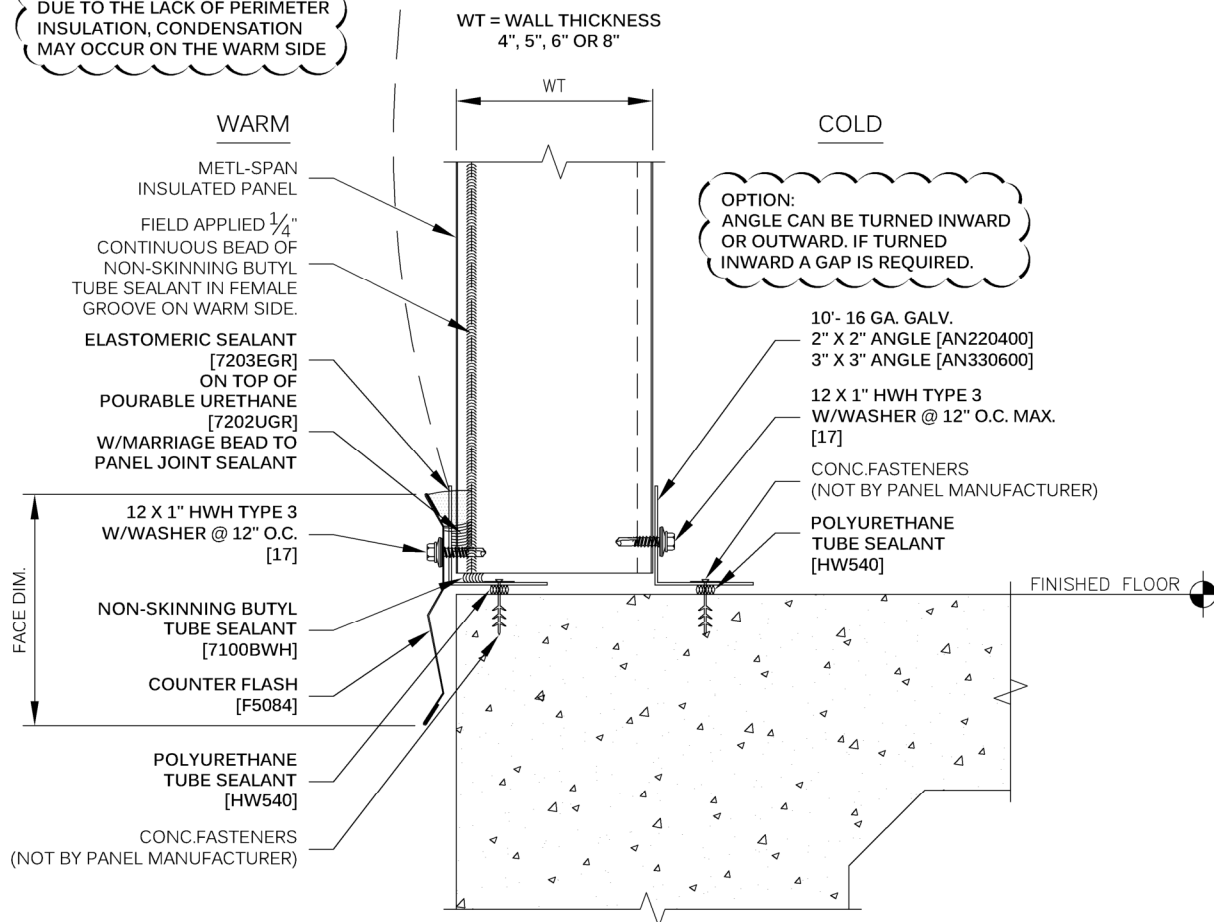 DUE TO THE LACK OF PERIMETER
INSULATION, CONDENSATION
MAY OCCUR ON THE WARM SIDE
WT = WALL THICKNESS
4", 5", 6" OR 8"
WT
WARM
COLD
METL-SPAN
INSULATED PANEL
FIELD APPLIED 1/4"
CONTINUOUS BEAD OF
NON-SKINNING BUTYL
TUBE SEALANT IN FEMALE
GROOVE ON WARM SIDE.
ELASTOMERIC SEALANT
[7203EGR]
ON TOP OF
POURABLE URETHANE
[7202UGR]
W/MARRIAGE BEAD TO
PANEL JOINT SEALANT
12 X 1" HWH TYPE 3
W/WASHER @ 12" O.C.
[17]
FACE DIM.
NON-SKINNING BUTYL
TUBE SEALANT
[7100BWH]
COUNTER FLASH
[F5084]
POLYURETHANE
TUBE SEALANT
[HW540]
CONC.FASTENERS
(NOT BY PANEL MANUFACTURER)
OPTION:
ANGLE CAN BE TURNED INWARD
OR OUTWARD. IF TURNED
INWARD A GAP IS REQUIRED.
10'- 16 GA. GALV.
2" X 2" ANGLE [AN220400]
3" X 3" ANGLE [AN330600]
12 X 1" HWH TYPE 3
W/WASHER @ 12" O.C. MAX.
[17]
CONC.FASTENERS
(NOT BY PANEL MANUFACTURER)
POLYURETHANE
TUBE SEALANT
[HW540]
FINISHED FLOOR